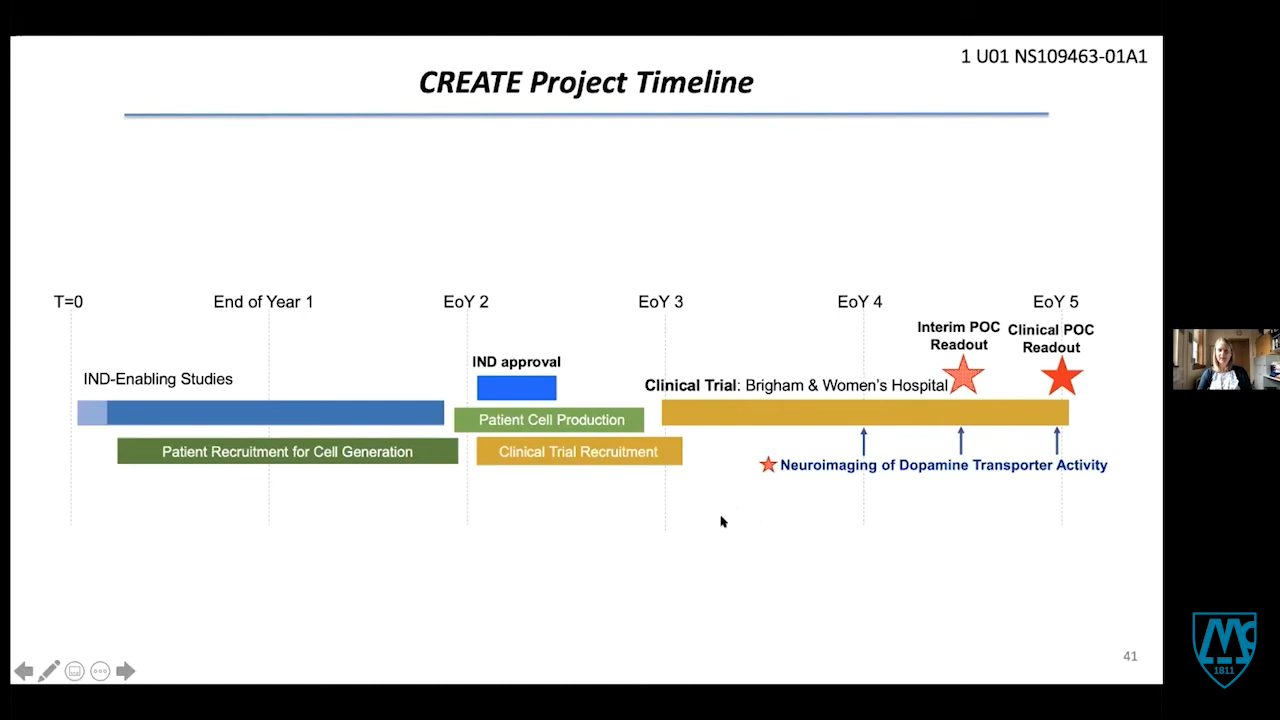 1 U01 NS109463-01A1
CREATE Project Timeline
T=0
End of Year 1
EoY 2
EoY 3
EoY 4
EoY 5
Interim POC
Readout
Clinical POC
Readout
IND approval
IND-Enabling Studies
Clinical Trial: Brigham & Women's Hospital
Patient Cell Production
Patient Recruitment for Cell Generation
Clinical Trial Recruitment
Neuroimaging of Dopamine Transporter Activity
41
1811